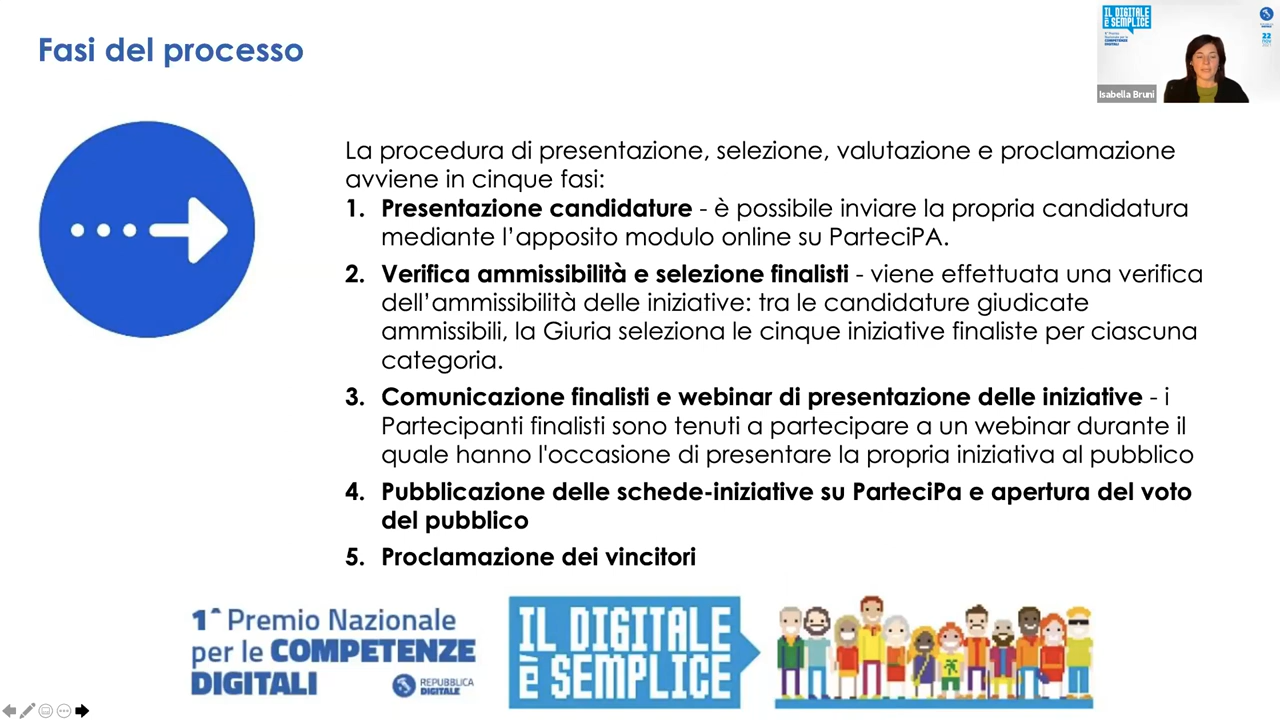 Fasi del processo
IL DIGITALE
È SEMPLICE
COMPETENZE
DIGITALI
22
nov
Isabella Bruni
La procedura di presentazione, selezione, valutazione e proclamazione
avviene in cinque fasi:
1. Presentazione candidature - è possibile inviare la propria candidatura
mediante l’apposito modulo online su ParteciPA.
2. Verifica ammissibilità e selezione finalisti - viene effettuata una verifica
dell’ammissibilità delle iniziative: tra le candidature giudicate
ammissibili, la Giuria seleziona le cinque iniziative finaliste per ciascuna
categoria.
3. Comunicazione finalisti e webinar di presentazione delle iniziative - i
Partecipanti finalisti sono tenuti a partecipare a un webinar durante il
quale hanno l'occasione di presentare la propria iniziativa al pubblico
4. Pubblicazione delle schede-iniziative su ParteciPa e apertura del voto
del pubblico
5. Proclamazione dei vincitori
1^ Premio Nazionale
per le COMPETENZE
DIGITALI
REPUBBLICA
DIGITALE
IL DIGITALE
È SEMPLICE